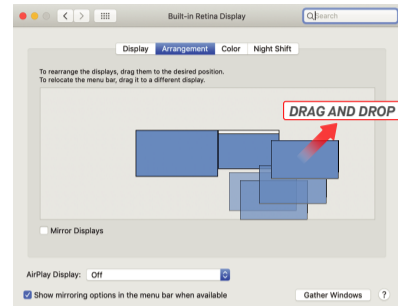 Built-in Retina Display
Search
Display Arrangement Color Night Shift
To rearrange the displays, drag them to the desired position.
To relocate the menu bar, drag it to a different display.
DRAG AND DROP
Mirror Displays
AirPlay Display: Off
Show mirroring options in the menu bar when available
Gather Windows ?